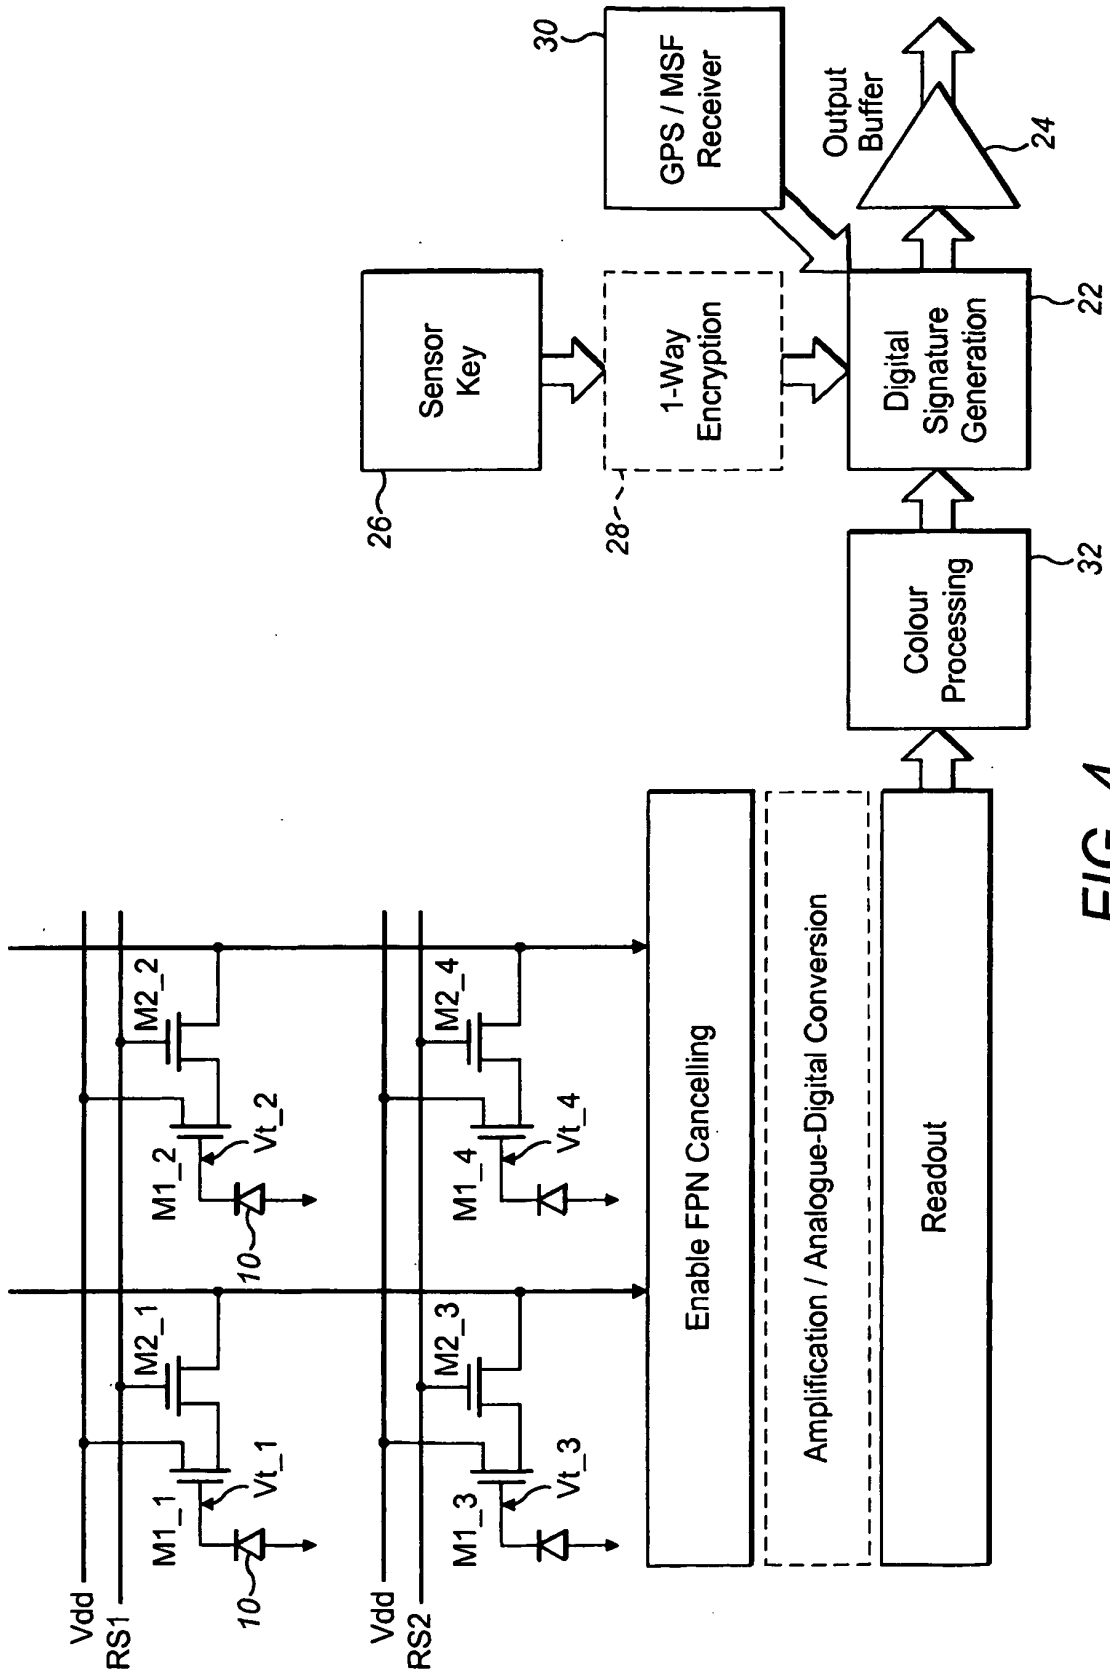 Vdd
RS1
M1_1
M2_1
Vt_1
10
M1_2
M2_2
Vt_2
10
Vdd
RS2
M1_3
M2_3
Vt_3
M1_4
M2_4
Vt_4
Enable FPN Cancelling
Amplification / Analogue-Digital Conversion
Readout
26
Sensor
Key
28
1-Way
Encryption
30
GPS / MSF
Receiver
Colour
Processing
32
Digital
Signature
Generation
22
Output
Buffer
24
FIG. 4